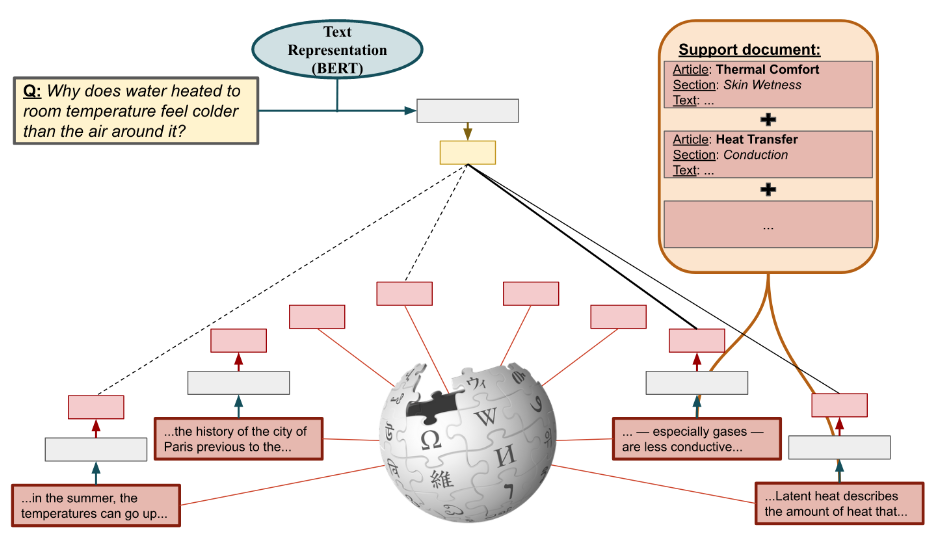 Text
Representation
(BERT)
Q: Why does water heated to
room temperature feel colder
than the air around it?
Support document:
Article: Thermal Comfort
Section: Skin Wetness
Text: ...
+
Article: Heat Transfer
Section: Conduction
Text: ...
+
...
...the history of the city of
Paris previous to the...
... — especially gases —
are less conductive...
...in the summer, the
temperatures can go up...
...Latent heat describes
the amount of heat that...
Ω
W
維
И
ウィ